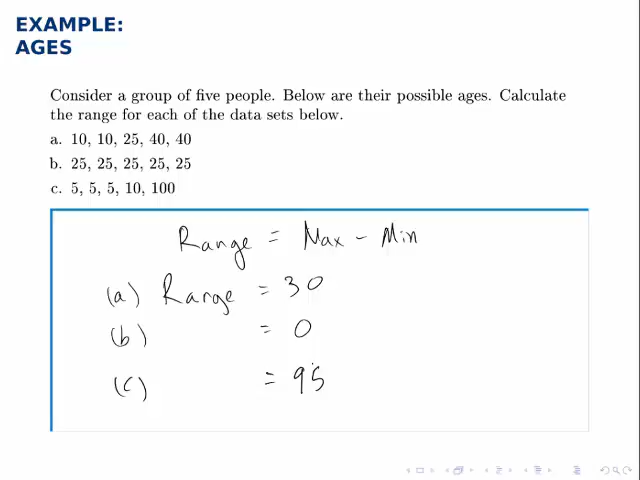 EXAMPLE:
AGES
Consider a group of five people. Below are their possible ages. Calculate
the range for each of the data sets below.
a. 10, 10, 25, 40, 40
b. 25, 25, 25, 25, 25
c. 5, 5, 5, 10, 100
Range = Max - Min
(a) Range = 30
(b) = 0
(c) = 95